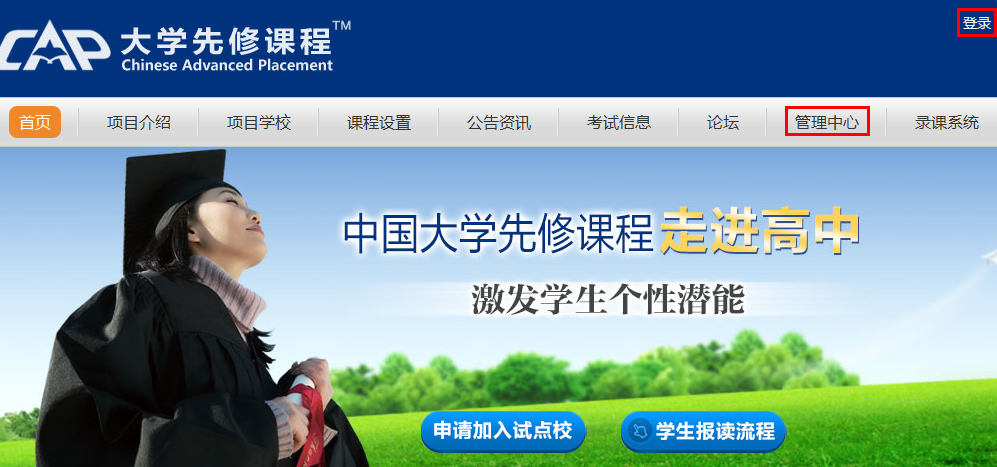 登录
CAP 大学先修课程™
Chinese Advanced Placement
首页 项目介绍 项目学校 课程设置 公告资讯 考试信息 论坛 管理中心 录课系统
中国大学先修课程走进高中
激发学生个性潜能
申请加入试点校 学生报读流程